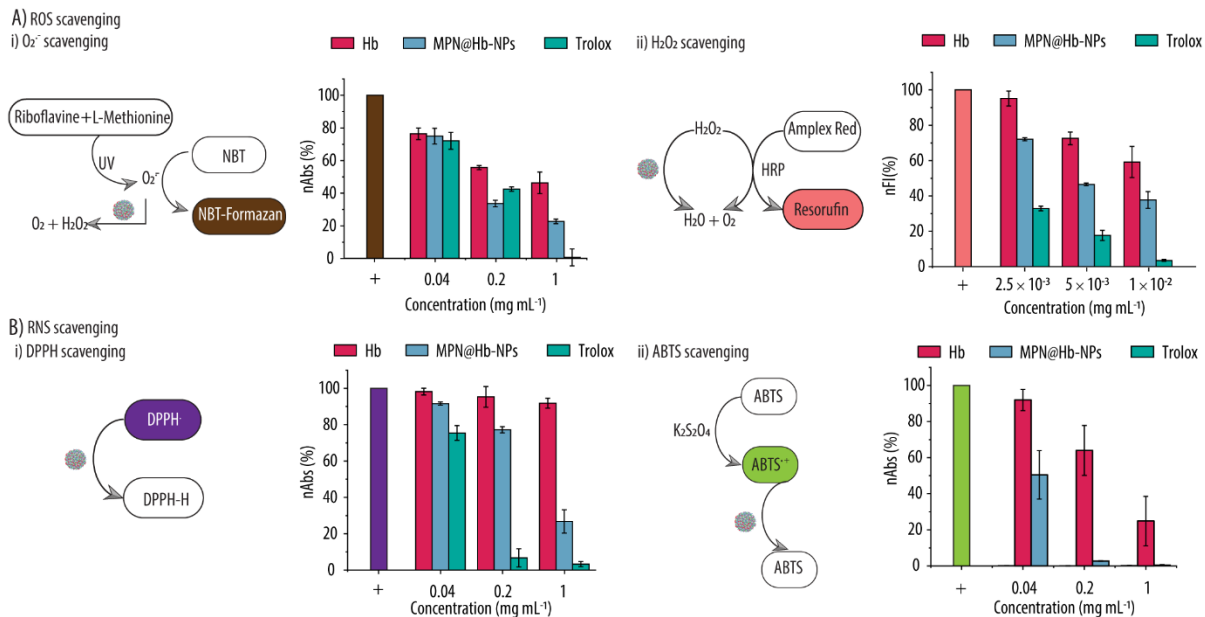 A) ROS scavenging
i) O₂·⁻ scavenging
Riboflavine+L-Methionine
UV
O₂·⁻
NBT
O₂ + H₂O₂
NBT-Formazan
Hb MPN@Hb-NPs Trolox
nAbs (%)
100
80
60
40
20
0
+ 0.04 0.2 1
Concentration (mg mL⁻¹)
ii) H₂O₂ scavenging
H₂O₂
Amplex Red
HRP
H₂O + O₂
Resorufin
Hb MPN@Hb-NPs Trolox
nFI(%)
100
80
60
40
20
0
+ 2.5 × 10⁻³ 5 × 10⁻³ 1 × 10⁻²
Concentration (mg mL⁻¹)
B) RNS scavenging
i) DPPH scavenging
DPPH·
DPPH-H
Hb MPN@Hb-NPs Trolox
nAbs (%)
100
80
60
40
20
0
+ 0.04 0.2 1
Concentration (mg mL⁻¹)
ii) ABTS scavenging
ABTS
K₂S₂O₄
ABTS·⁺
ABTS
Hb MPN@Hb-NPs Trolox
nAbs (%)
100
80
60
40
20
0
+ 0.04 0.2 1
Concentration (mg mL⁻¹)